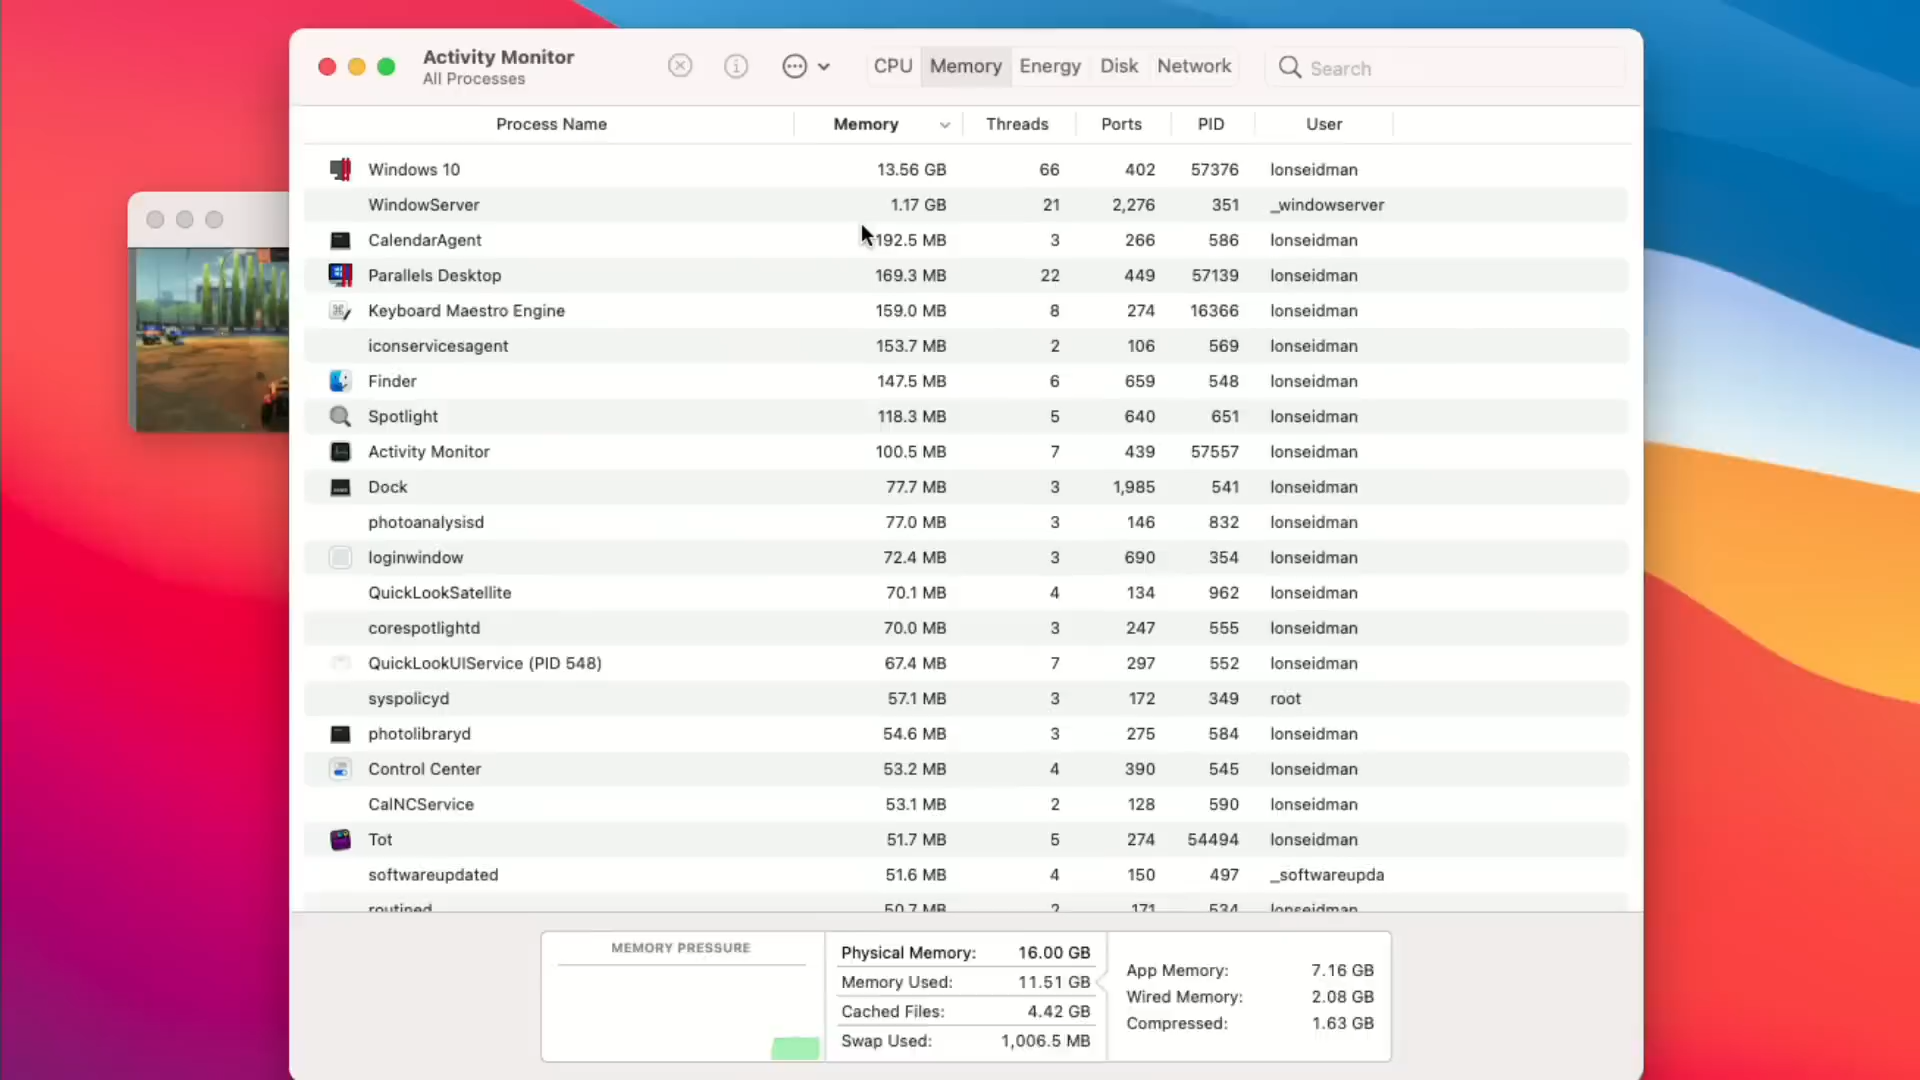 Activity Monitor
All Processes
CPU Memory Energy Disk Network
Search
Process Name Memory Threads Ports PID User
Windows 10 13.56 GB 66 402 57376 lonseidman
WindowServer 1.17 GB 21 2,276 351 _windowserver
CalendarAgent 192.5 MB 3 266 586 lonseidman
Parallels Desktop 169.3 MB 22 449 57139 lonseidman
Keyboard Maestro Engine 159.0 MB 8 274 16366 lonseidman
iconservicesagent 153.7 MB 2 106 569 lonseidman
Finder 147.5 MB 6 659 548 lonseidman
Spotlight 118.3 MB 5 640 651 lonseidman
Activity Monitor 100.5 MB 7 439 57557 lonseidman
Dock 77.7 MB 3 1,985 541 lonseidman
photoanalysisd 77.0 MB 3 146 832 lonseidman
loginwindow 72.4 MB 3 690 354 lonseidman
QuickLookSatellite 70.1 MB 4 134 962 lonseidman
corespotlightd 70.0 MB 3 247 555 lonseidman
QuickLookUIService (PID 548) 67.4 MB 7 297 552 lonseidman
syspolicyd 57.1 MB 3 172 349 root
photolibraryd 54.6 MB 3 275 584 lonseidman
Control Center 53.2 MB 4 390 545 lonseidman
CalNCService 53.1 MB 2 128 590 lonseidman
Tot 51.7 MB 5 274 54494 lonseidman
softwareupdated 51.6 MB 4 150 497 _softwareupda
routined 50.7 MB 2 171 534 lonseidman
MEMORY PRESSURE
Physical Memory: 16.00 GB
Memory Used: 11.51 GB
Cached Files: 4.42 GB
Swap Used: 1,006.5 MB
App Memory: 7.16 GB
Wired Memory: 2.08 GB
Compressed: 1.63 GB